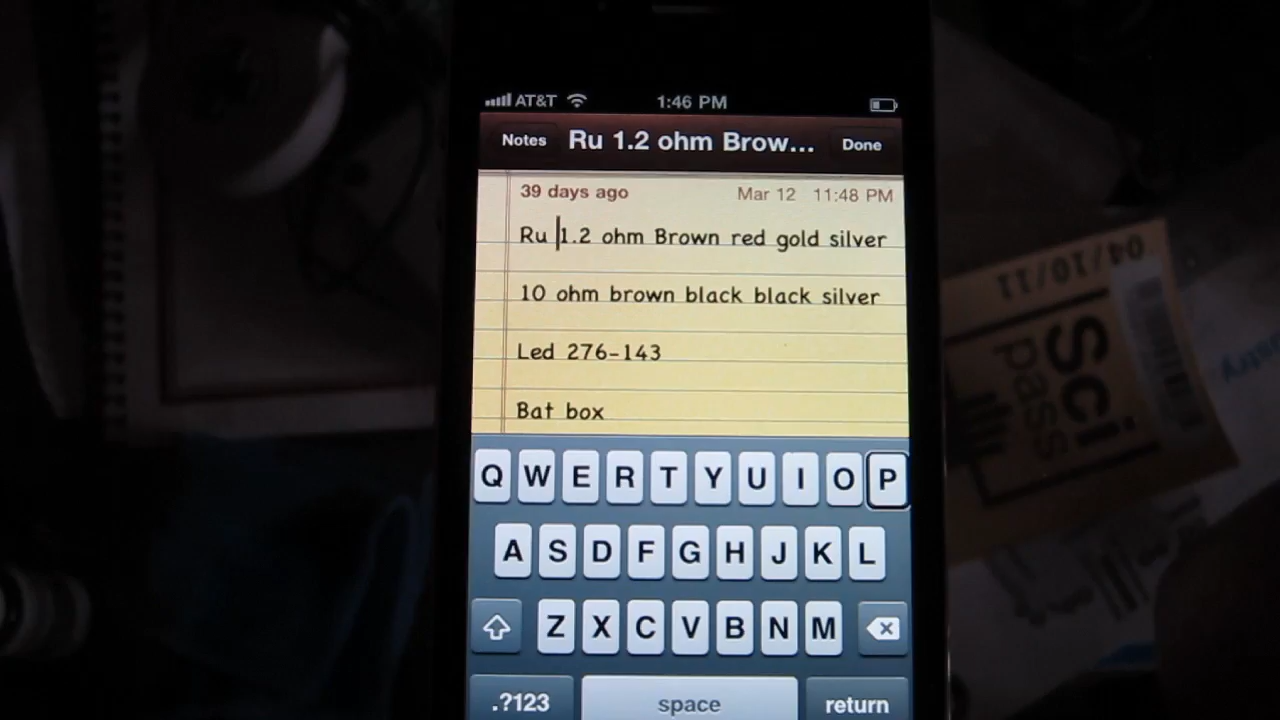 AT&T 1:46 PM
Notes Ru 1.2 ohm Brow... Done
39 days ago Mar 12 11:48 PM
Ru 1.2 ohm Brown red gold silver
10 ohm brown black black silver
Led 276-143
Bat box
Q W E R T Y U I O P
A S D F G H J K L
Z X C V B N M
.?123 space return
04/10/11
Sci
pass